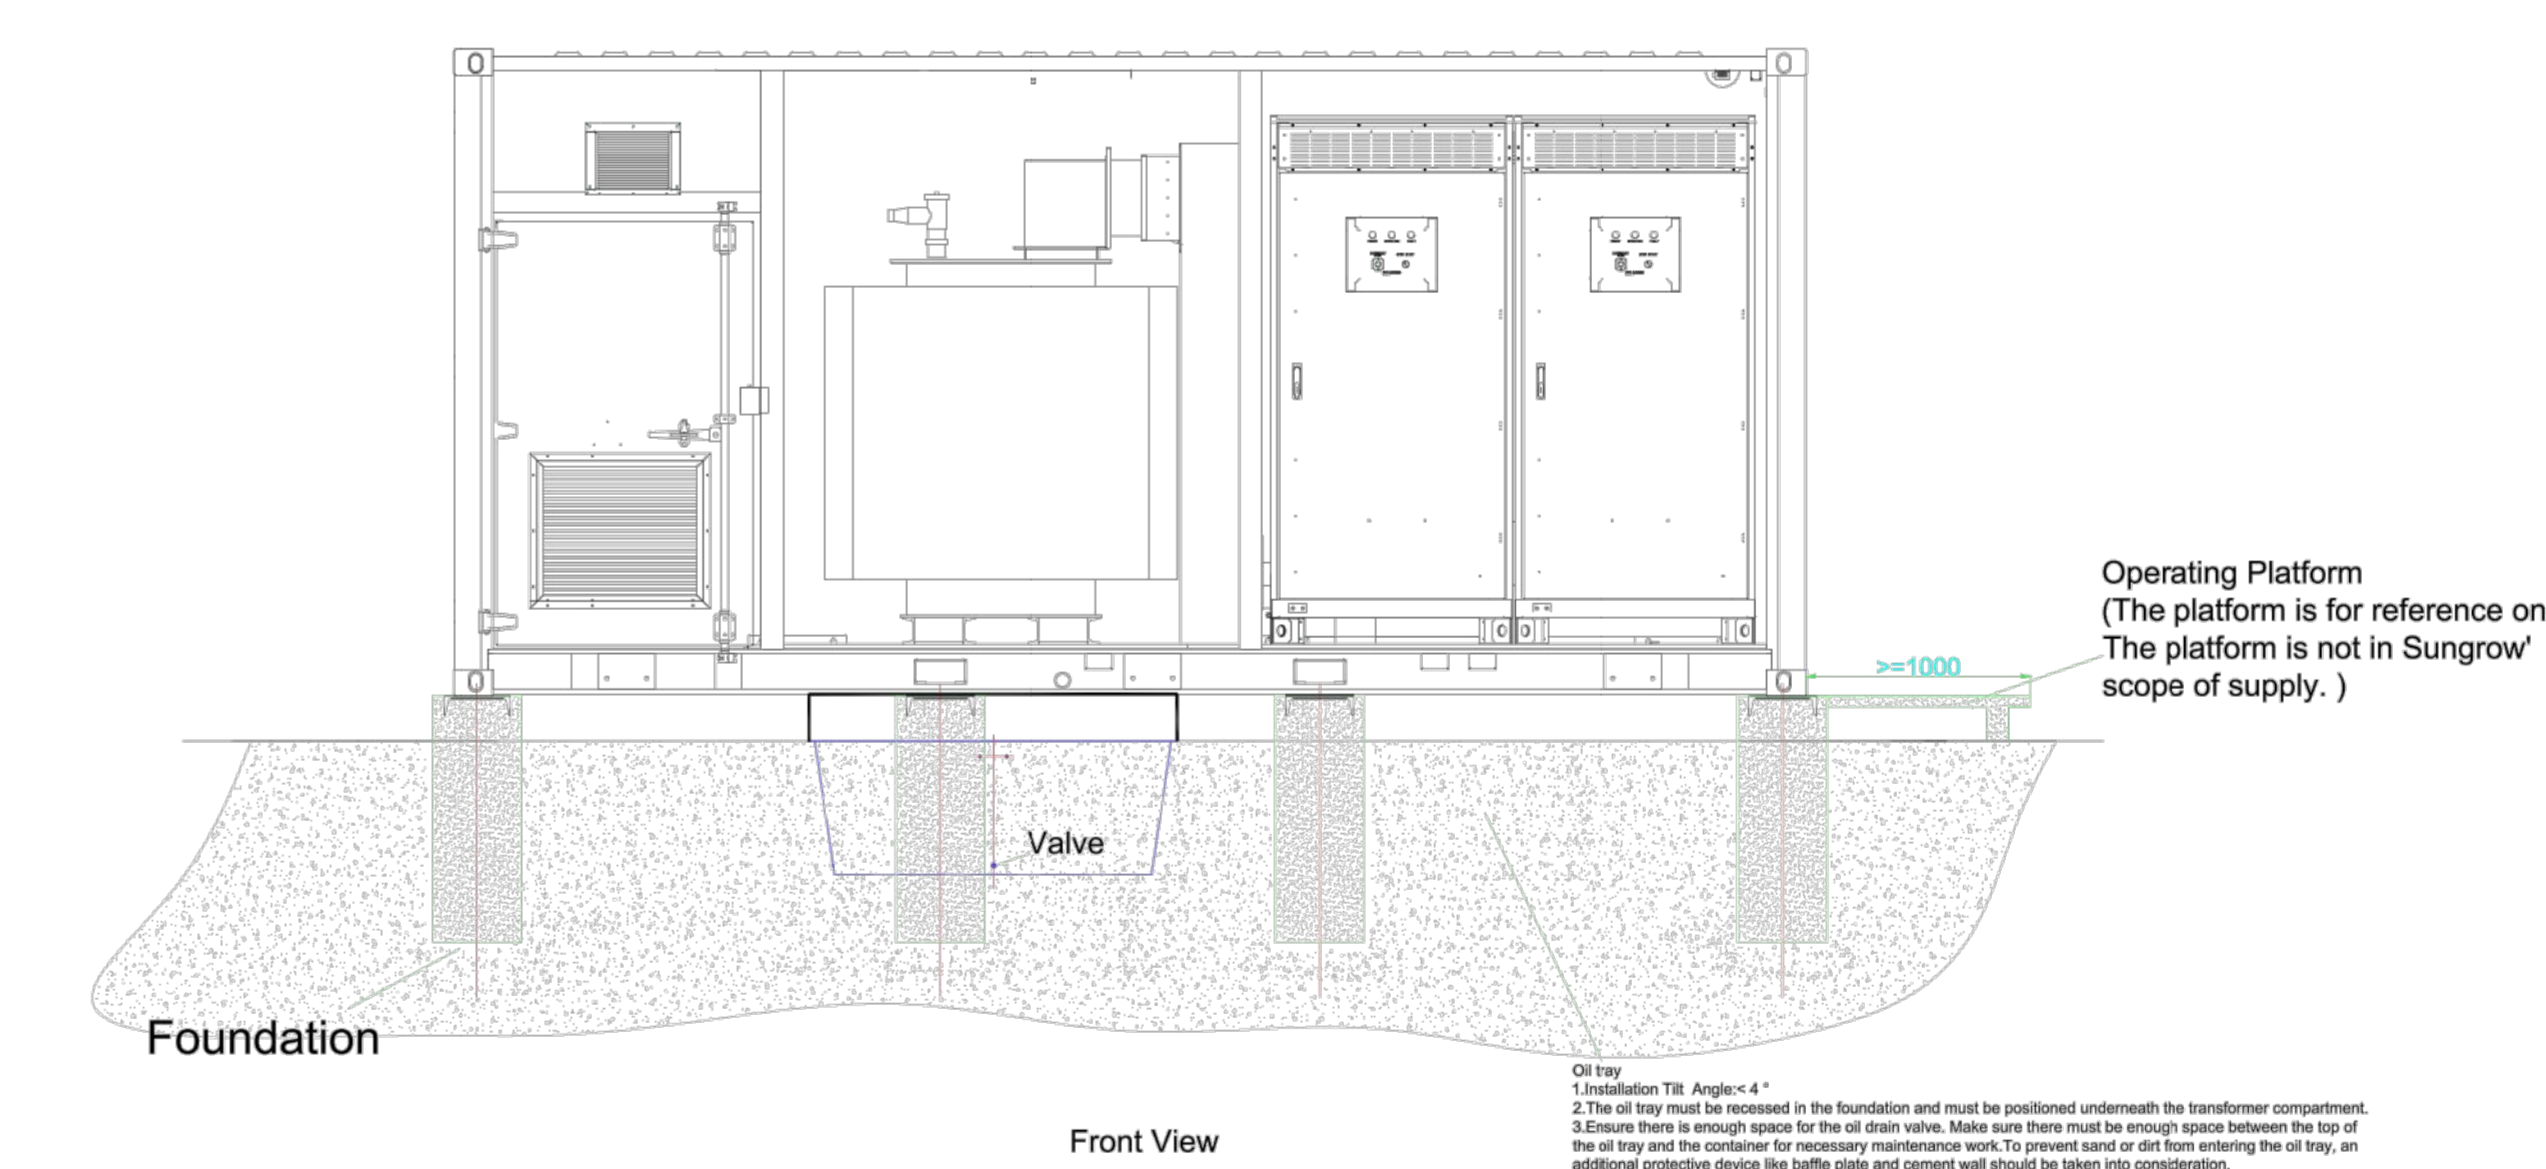 Operating Platform
(The platform is for reference on
The platform is not in Sungrow'
scope of supply. )
>=1000
Valve
Foundation
Oil tray
1.Installation Tilt Angle:< 4 °
2.The oil tray must be recessed in the foundation and must be positioned underneath the transformer compartment.
3.Ensure there is enough space for the oil drain valve. Make sure there must be enough space between the top of
the oil tray and the container for necessary maintenance work.To prevent sand or dirt from entering the oil tray, an
additional protective device like baffle plate and cement wall should be taken into consideration.
Front View